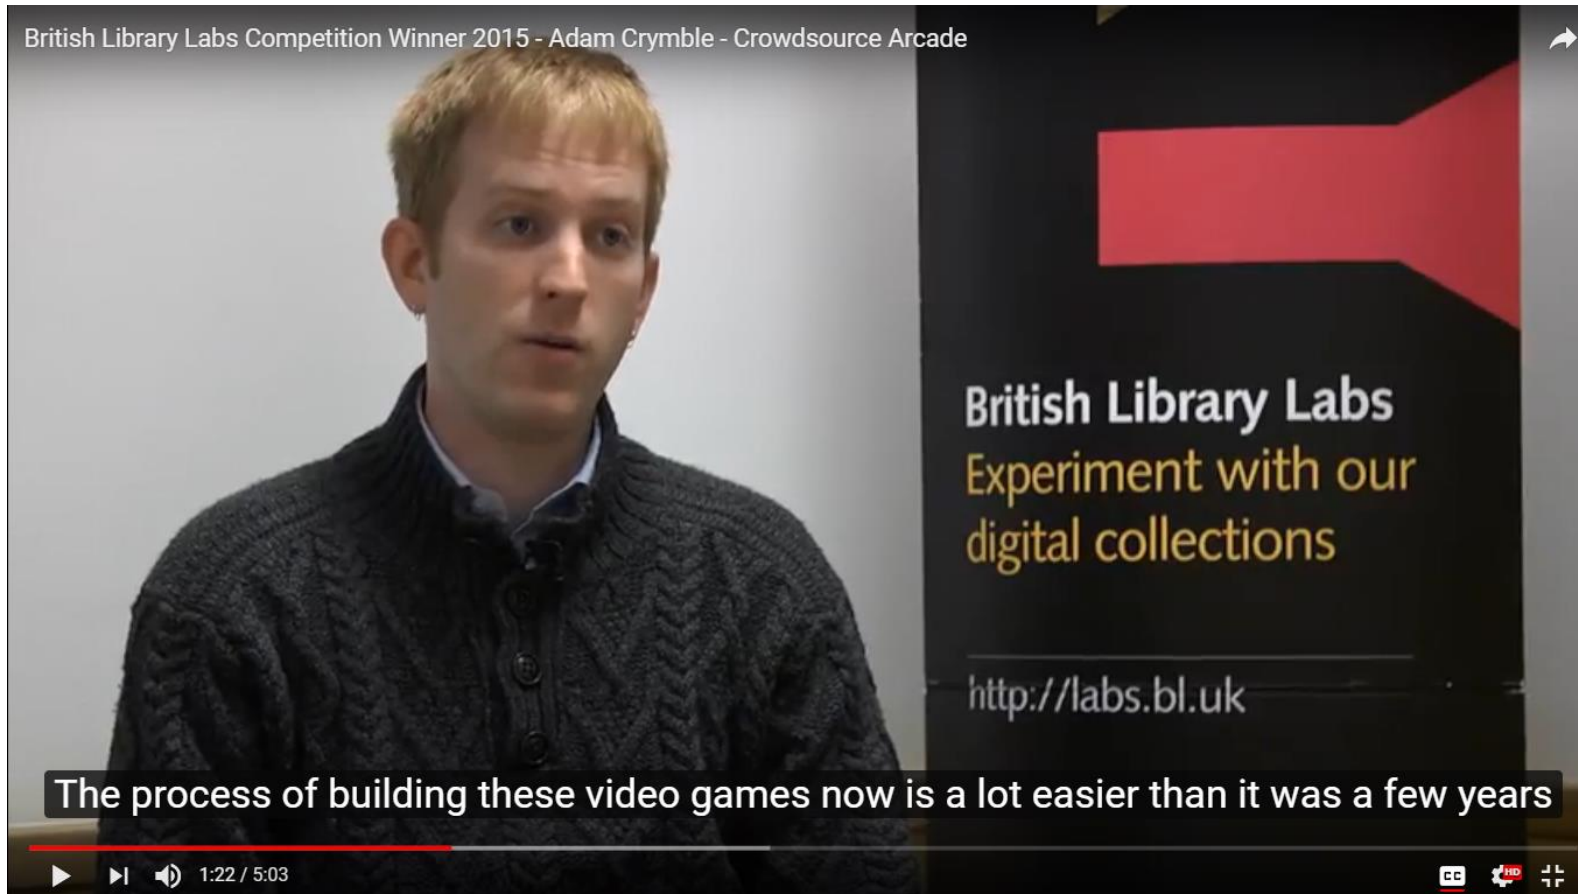 British Library Labs Competition Winner 2015 - Adam Crymble - Crowdsource Arcade
British Library Labs
Experiment with our
digital collections
http://labs.bl.uk
The process of building these video games now is a lot easier than it was a few years
1:22 / 5:03
CC
HD